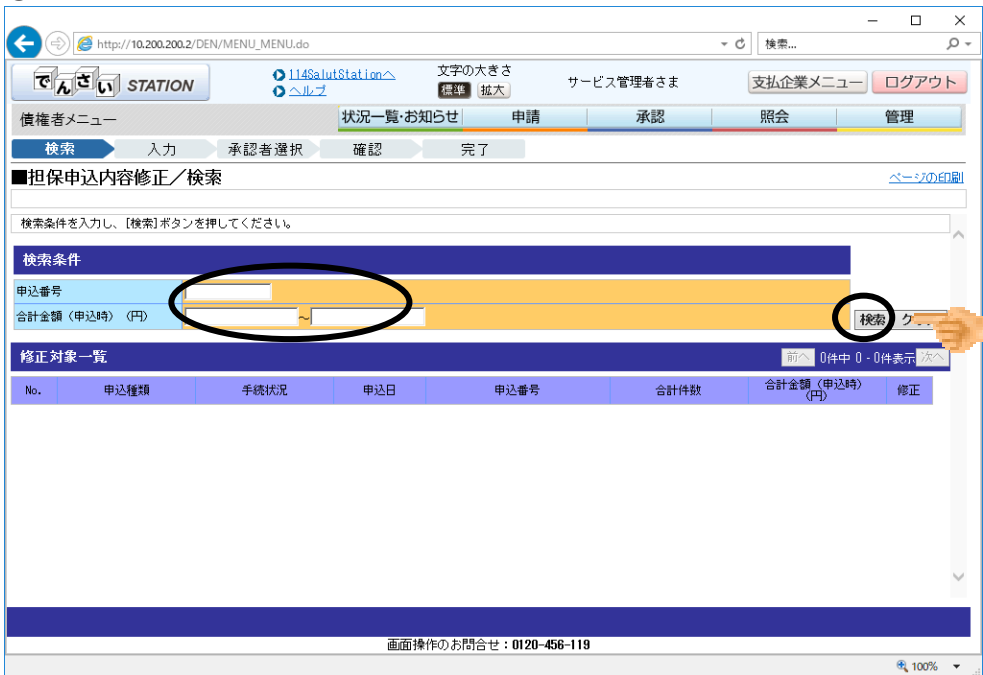 http://10.200.200.2/DEN/MENU_MENU.do
検索...
でんさい STATION
114SalutStationへ
ヘルプ
文字の大きさ
標準 拡大
サービス管理者さま
支払企業メニュー
ログアウト
債権者メニュー
状況一覧・お知らせ 申請 承認 照会 管理
検索 入力 承認者選択 確認 完了
■担保申込内容修正／検索
ページの印刷
検索条件を入力し、[検索]ボタンを押してください。
検索条件
申込番号
合計金額（申込時）（円） ～
検索
修正対象一覧
前へ 0件中 0 - 0件表示 次へ
No. 申込種類 手続状況 申込日 申込番号 合計件数 合計金額（申込時）（円） 修正
画面操作のお問合せ：0120-456-119
100%